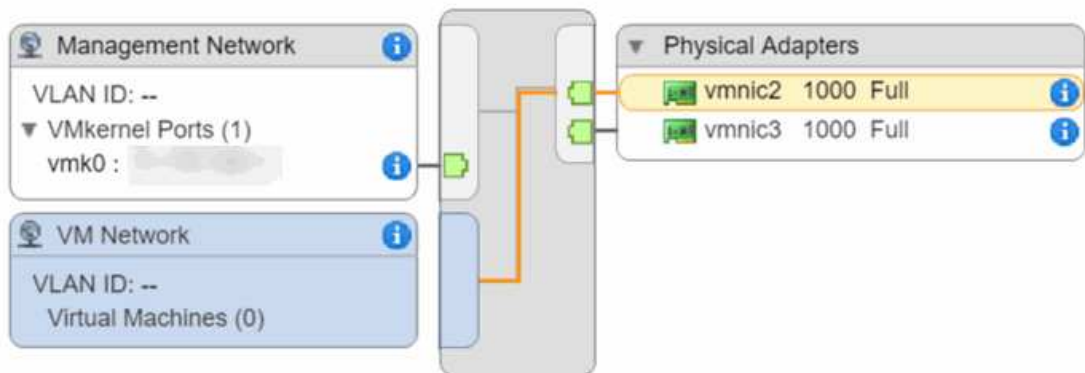 Management Network
VLAN ID: --
VMkernel Ports (1)
vmk0 :
VM Network
VLAN ID: --
Virtual Machines (0)
Physical Adapters
vmnic2 1000 Full
vmnic3 1000 Full